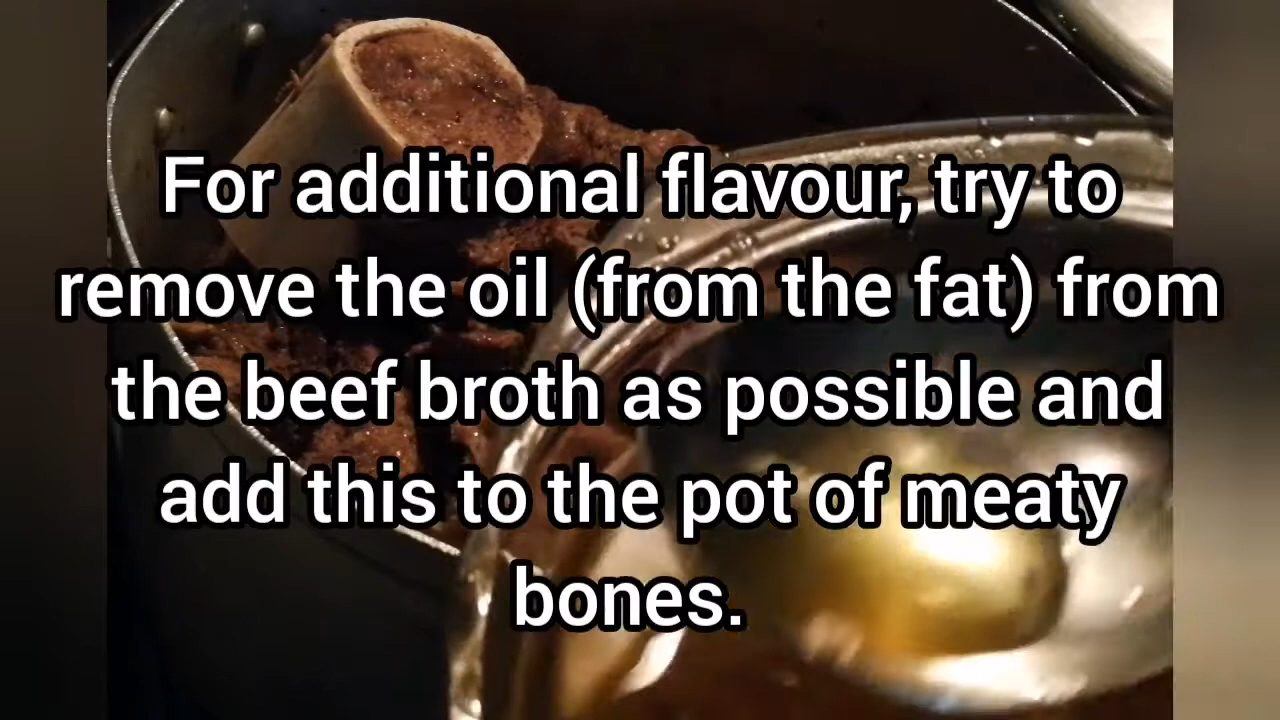 For additional flavour, try to
remove the oil (from the fat) from
the beef broth as possible and
add this to the pot of meaty
bones.